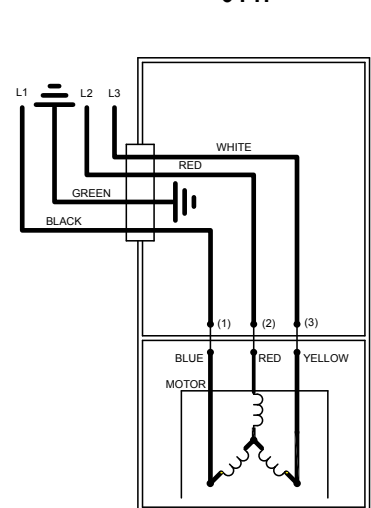 L1
L2
L3
WHITE
RED
GREEN
BLACK
(1)
(2)
(3)
BLUE
RED
YELLOW
MOTOR